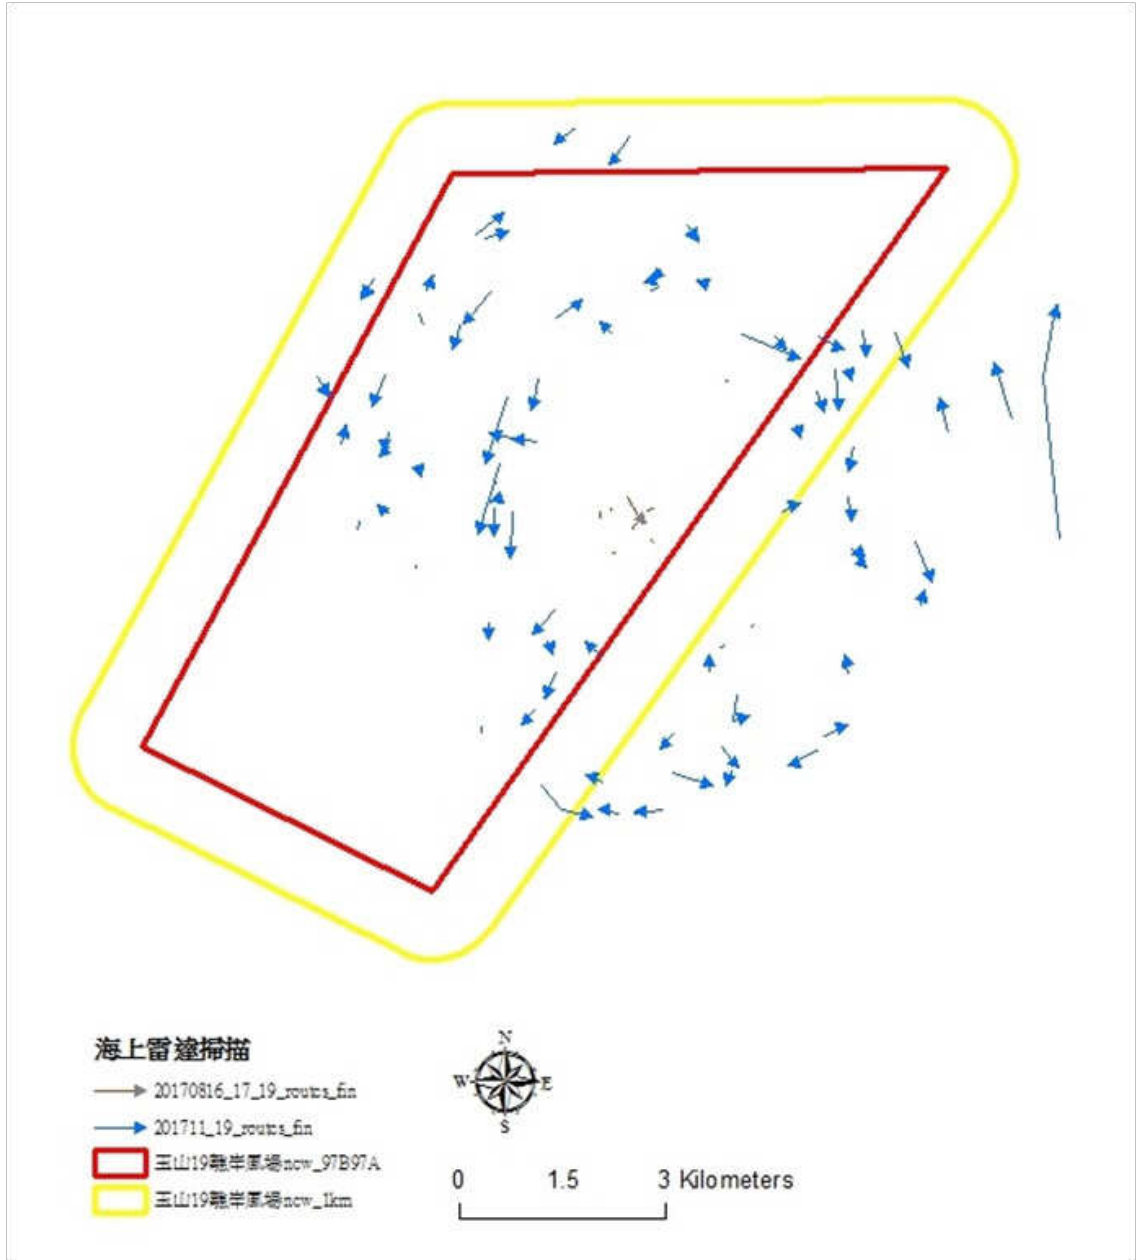 海上雷達掃描
20170816_17_19_routes_fin
201711_19_routes_fin
玉山19離岸風場new_97B97A
玉山19離岸風場new_1km
N
W E
S
0 1.5 3 Kilometers